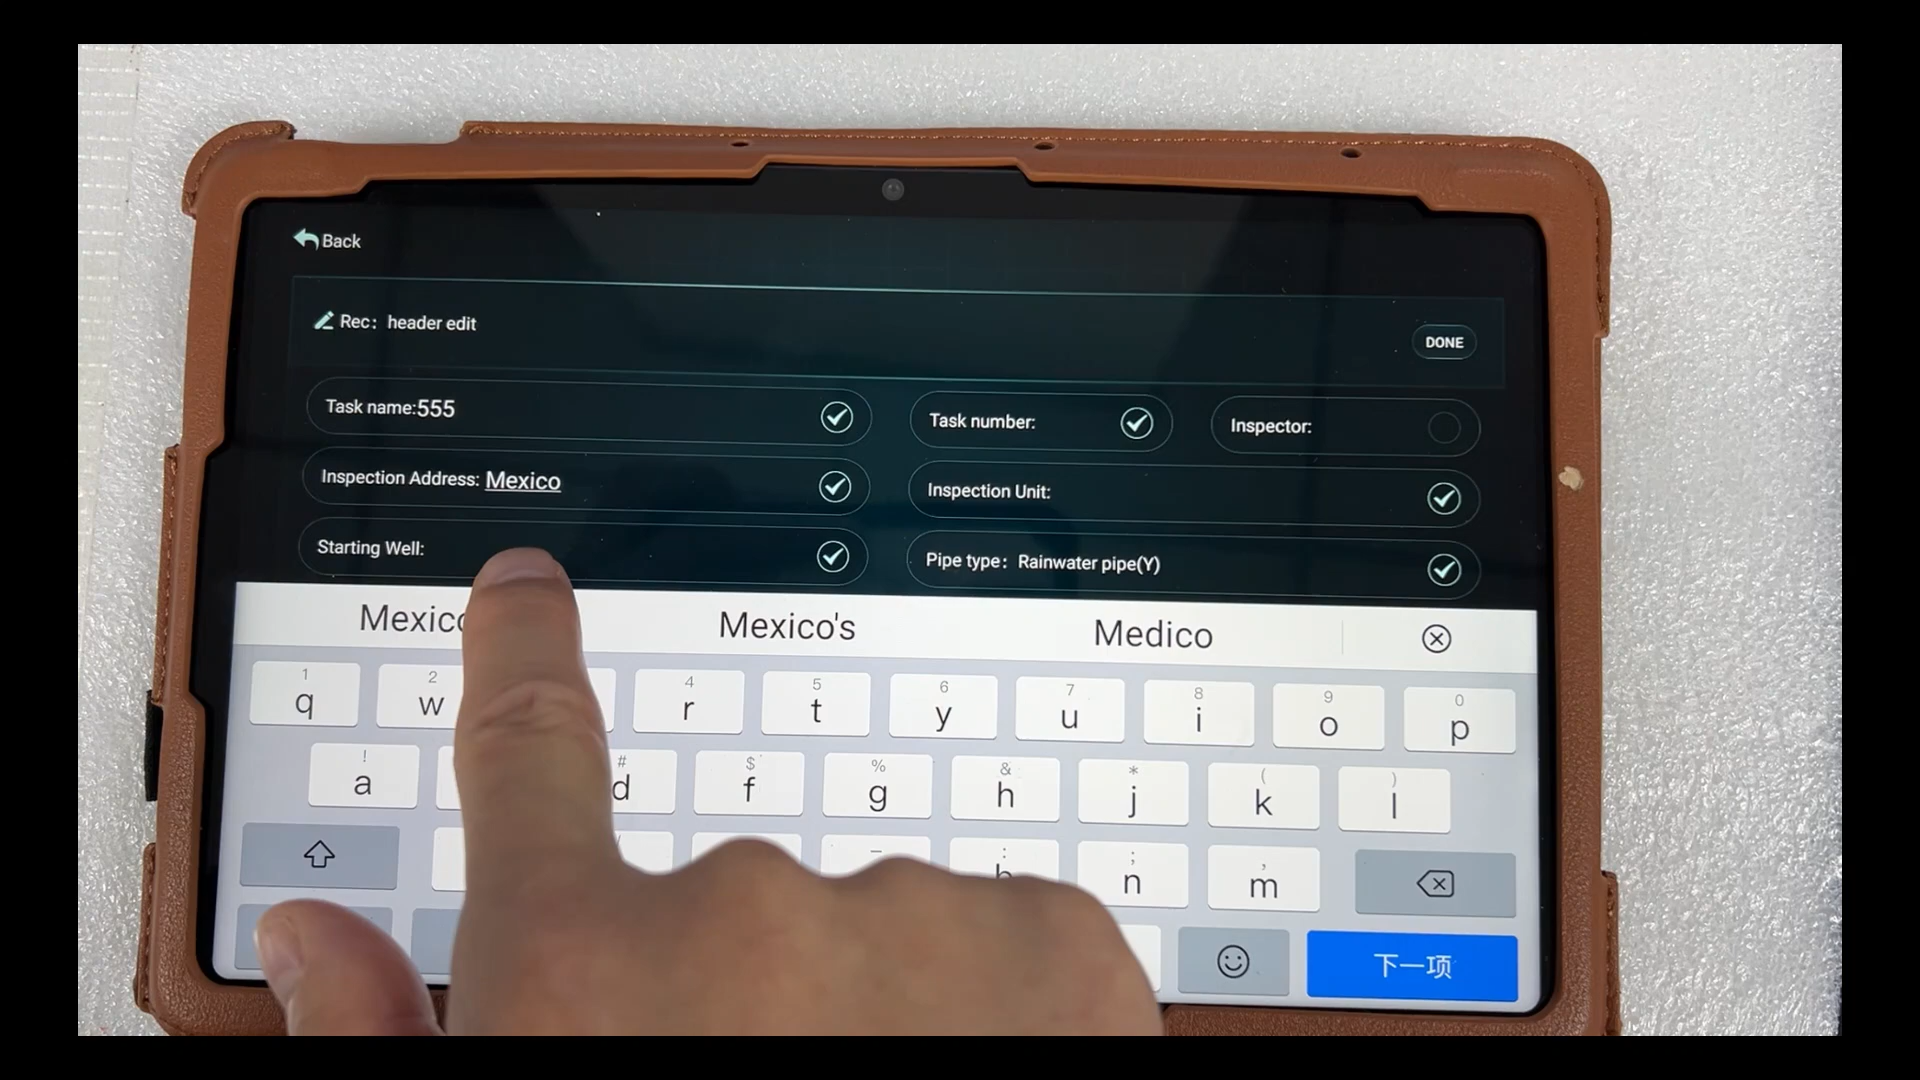 Back
Rec: header edit
DONE
Task name:555
Task number:
Inspector:
Inspection Address: Mexico
Inspection Unit:
Starting Well:
Pipe type: Rainwater pipe(Y)
Mexico's Medico
1 2 4 5 6 7 8 9 0
q w r t y u i o p
! # $ % & * ( )
a d f g h j k l
: ; ,
n m
下一项